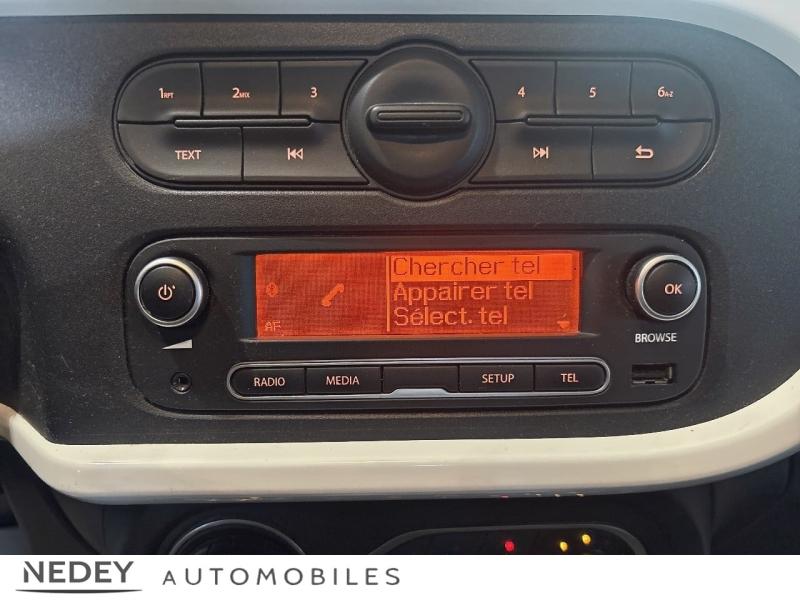 1RPT 2MIX 3 4 5 6A-Z
TEXT
Chercher tel
Appairer tel
Sélect. tel
AF
OK
BROWSE
RADIO MEDIA SETUP TEL
NEDEY AUTOMOBILES